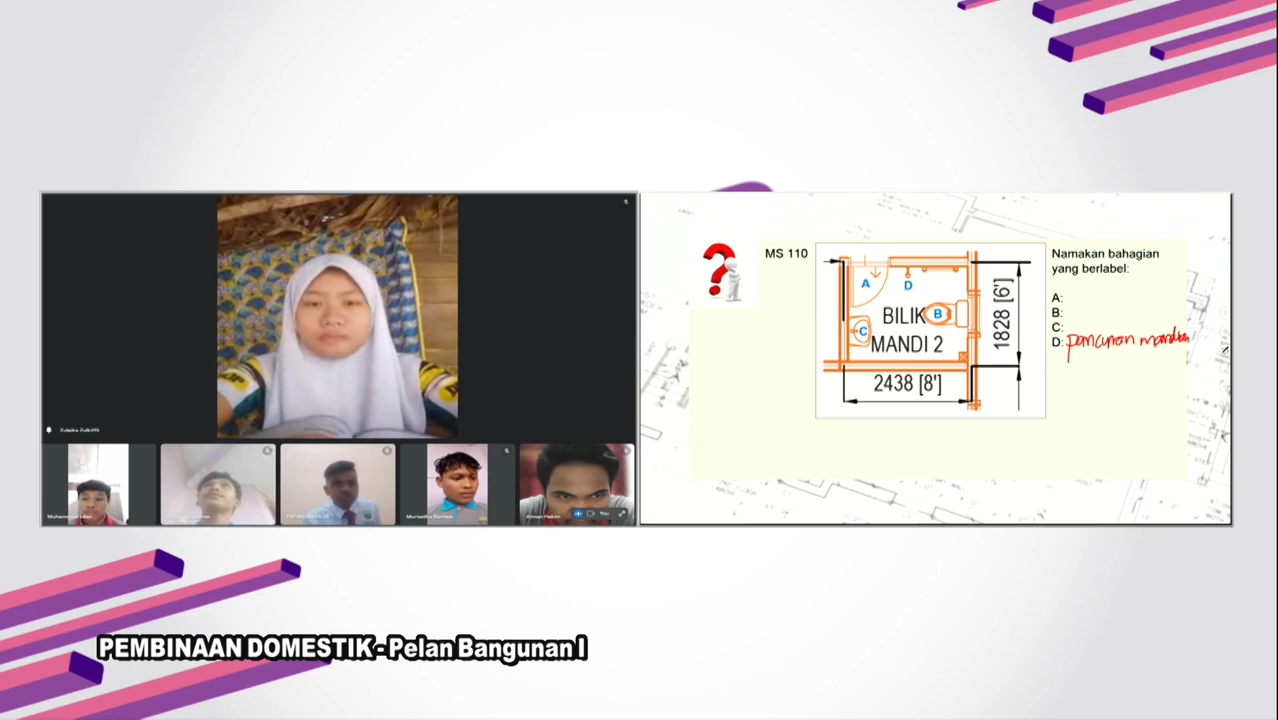 MS 110
A
D
BILIK
B
C
MANDI 2
1828 [6']
2438 [8']
Namakan bahagian
yang berlabel:
A:
B:
C:
D: pancuran mandian
You
PEMBINAAN DOMESTIK - Pelan Bangunan I